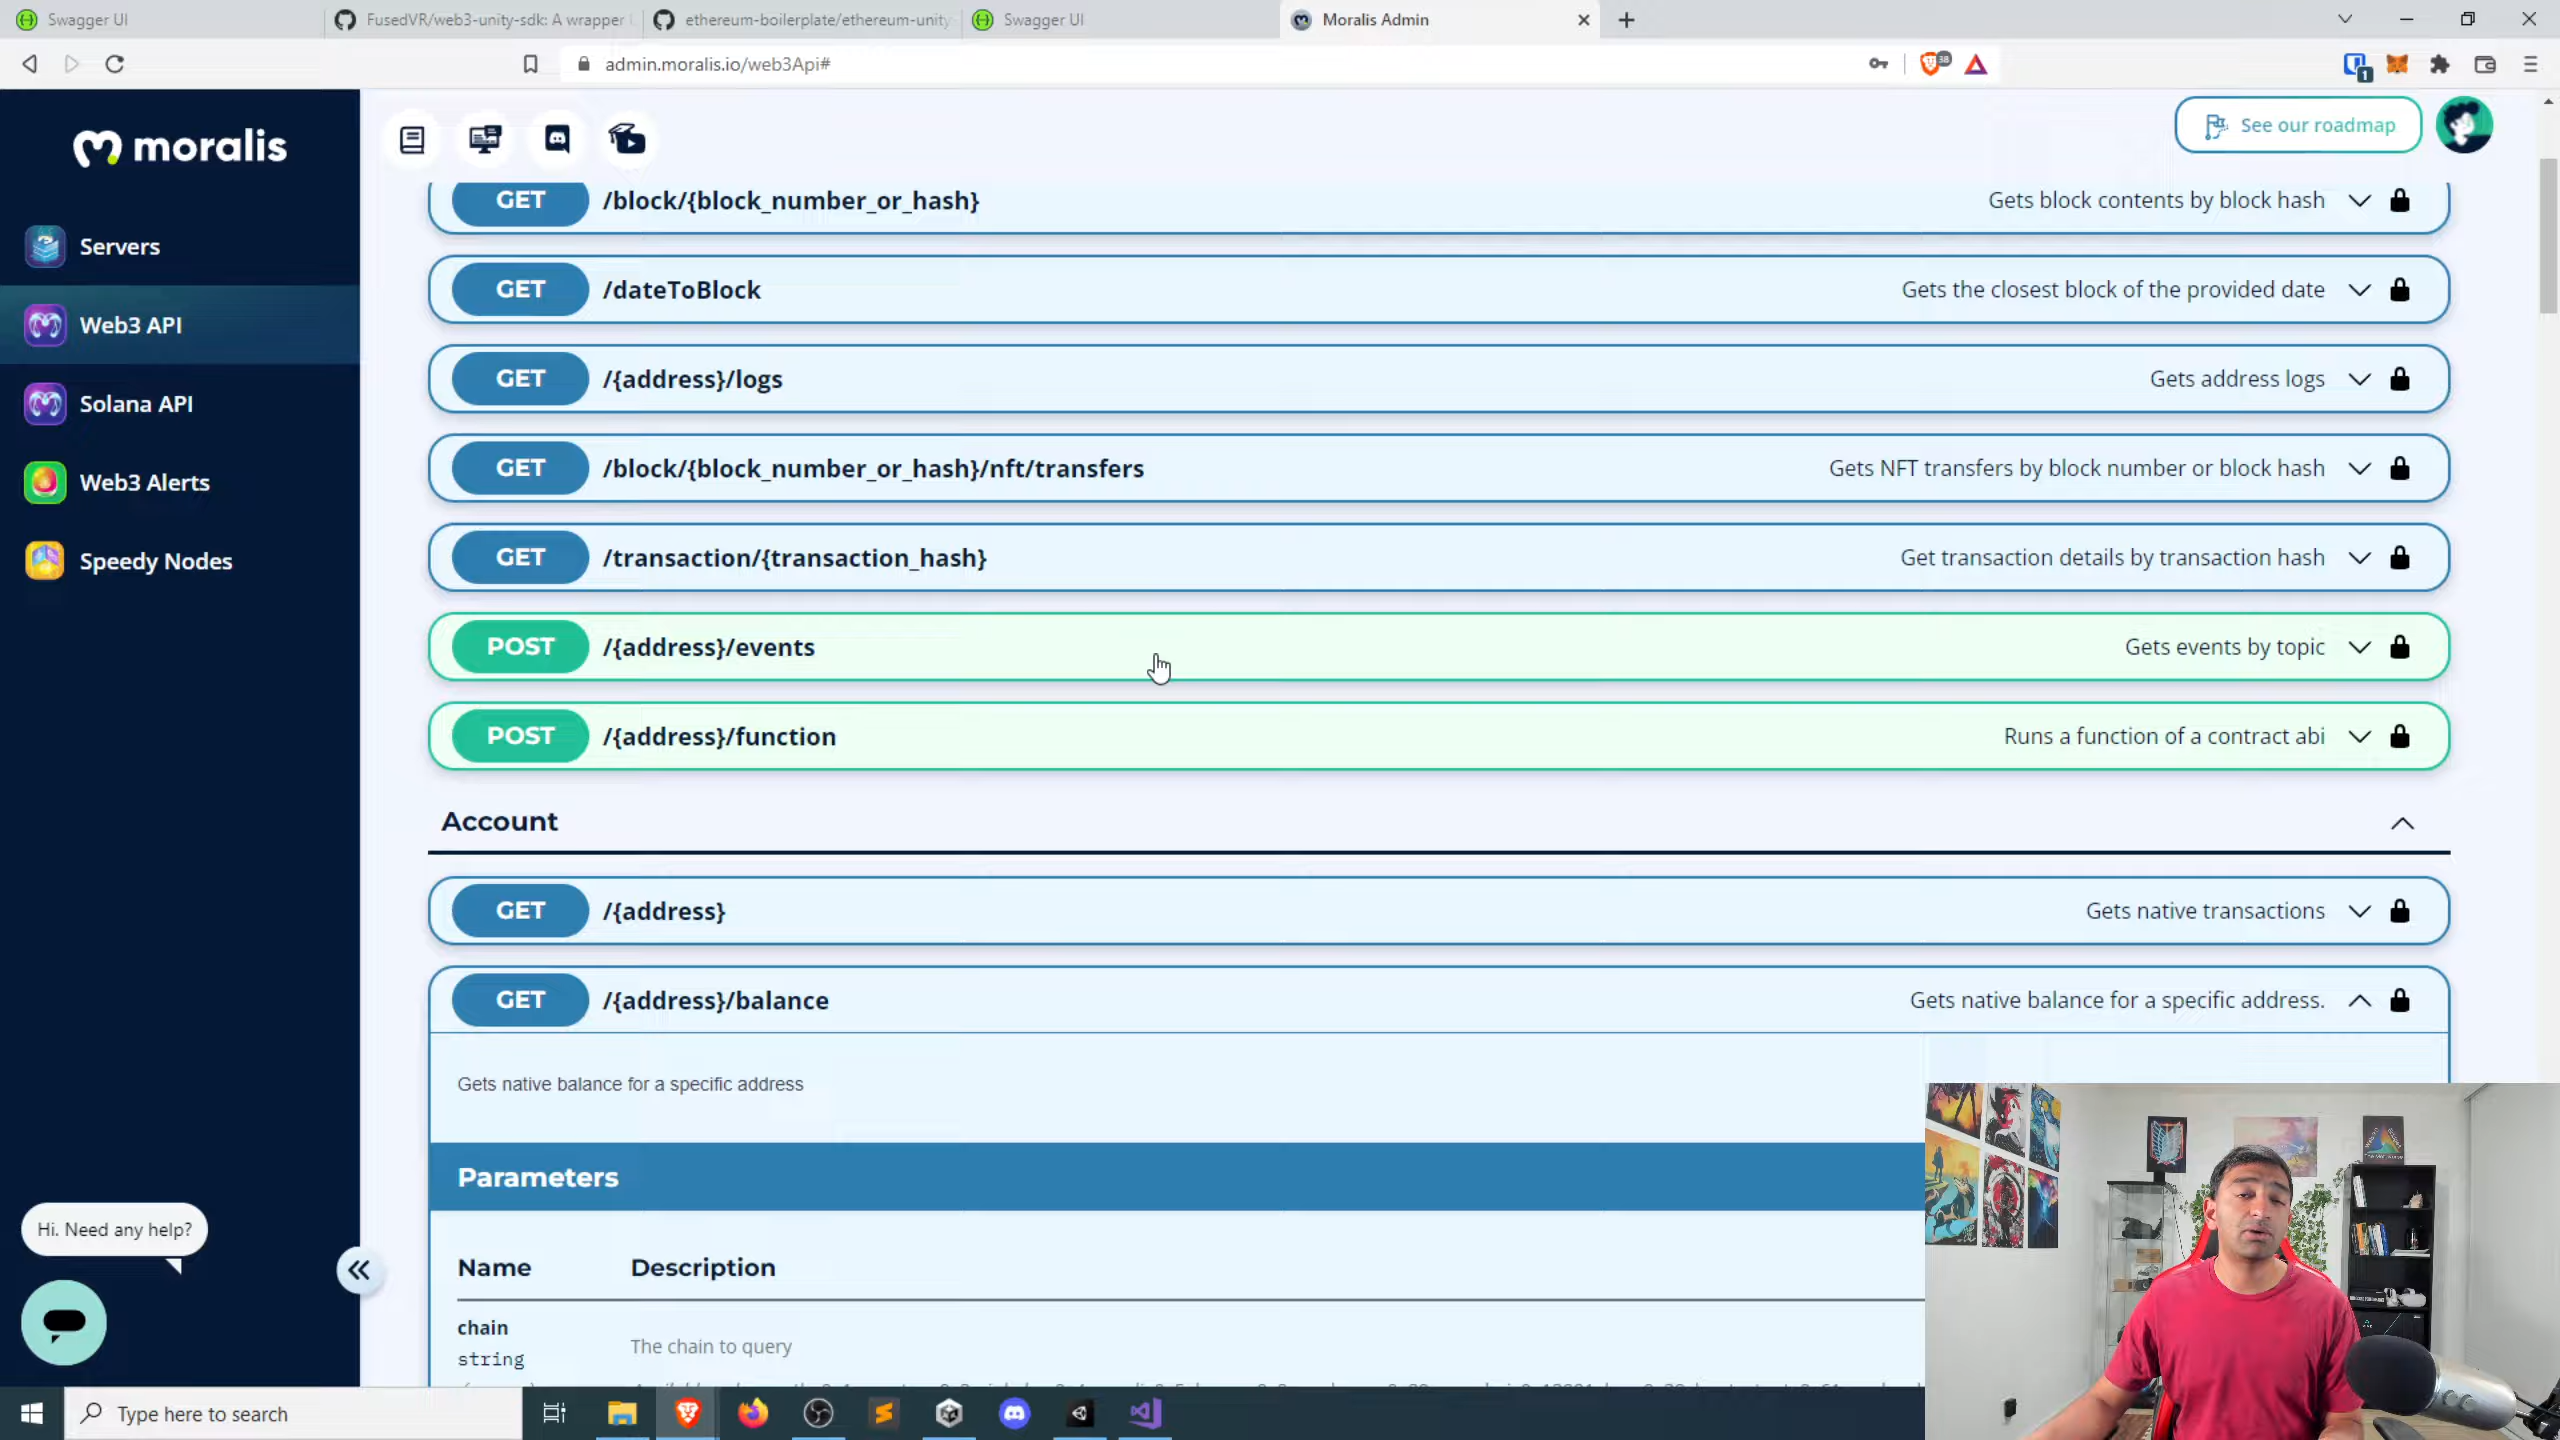 Swagger UI
FusedVR/web3-unity-sdk: A wrapper
ethereum-boilerplate/ethereum-unity-
Swagger UI
Moralis Admin
admin.moralis.io/web3Api#
38
1
moralis
See our roadmap
Servers
Web3 API
Solana API
Web3 Alerts
Speedy Nodes
GET /block/{block_number_or_hash} Gets block contents by block hash
GET /dateToBlock Gets the closest block of the provided date
GET /{address}/logs Gets address logs
GET /block/{block_number_or_hash}/nft/transfers Gets NFT transfers by block number or block hash
GET /transaction/{transaction_hash} Get transaction details by transaction hash
POST /{address}/events Gets events by topic
POST /{address}/function Runs a function of a contract abi
Account
GET /{address} Gets native transactions
GET /{address}/balance Gets native balance for a specific address.
Gets native balance for a specific address
Parameters
Name Description
chain
string
The chain to query
Hi. Need any help?
Type here to search